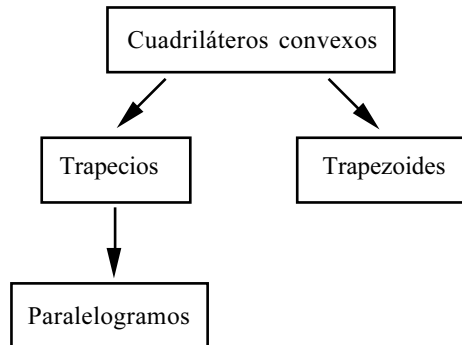 Cuadriláteros convexos
Trapecios
Trapezoides
Paralelogramos